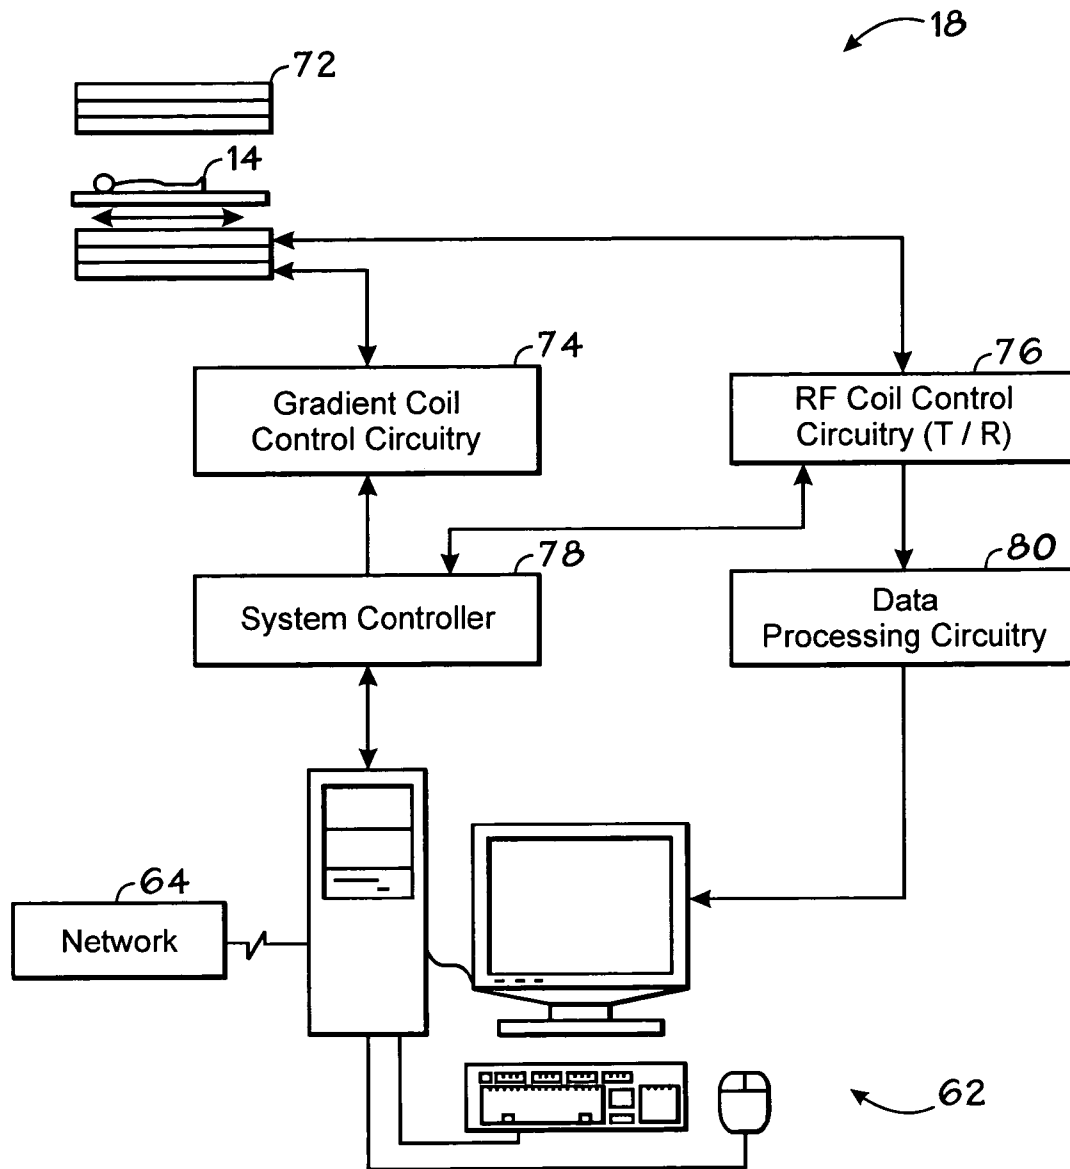 18
72
14
74
Gradient Coil
Control Circuitry
76
RF Coil Control
Circuitry (T / R)
78
System Controller
80
Data
Processing Circuitry
64
Network
62